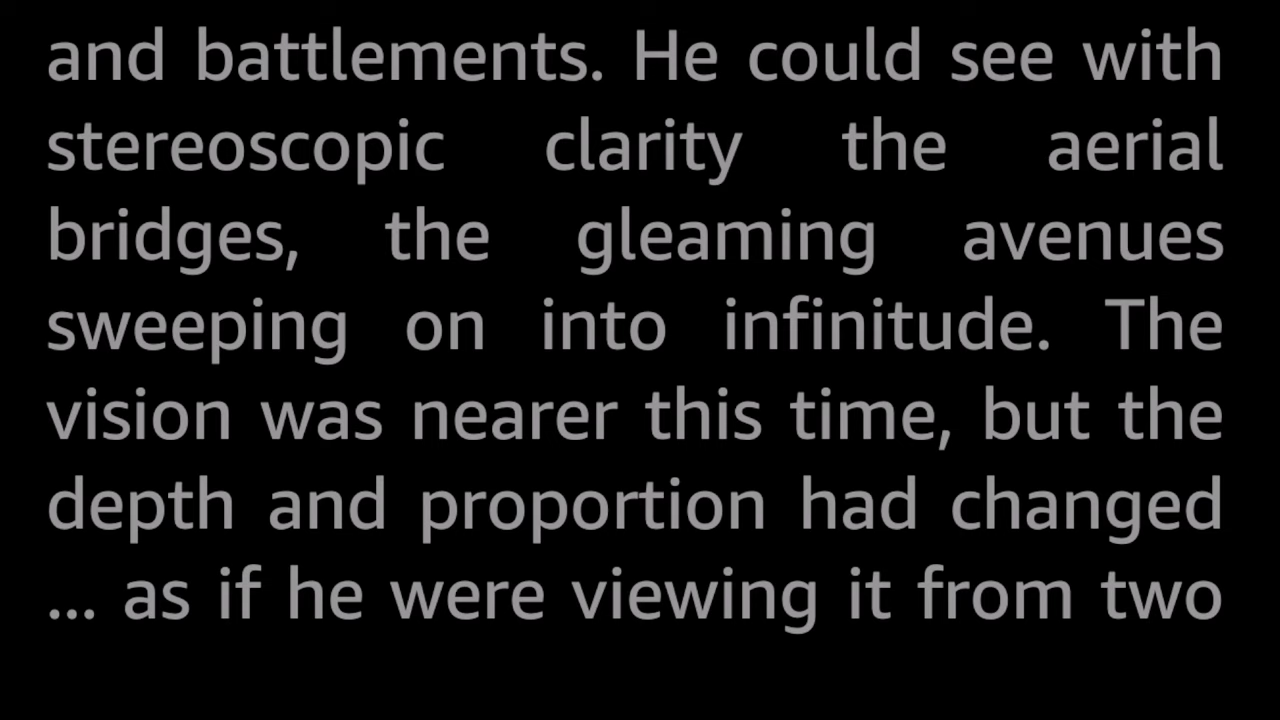 and battlements. He could see with
stereoscopic clarity the aerial
bridges, the gleaming avenues
sweeping on into infinitude. The
vision was nearer this time, but the
depth and proportion had changed
... as if he were viewing it from two